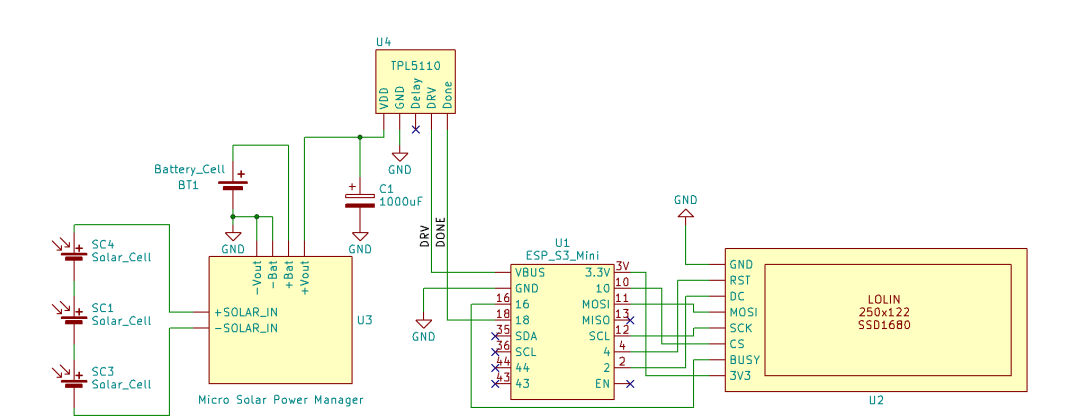 U4
TPL5110
VDD
GND
Delay
DRV
Done
GND
Battery_Cell
BT1
C1
1000uF
GND
GND
DRV
DONE
SC4
Solar_Cell
SC1
Solar_Cell
SC3
Solar_Cell
-Vout
-Bat
+Bat
+Vout
+SOLAR_IN
-SOLAR_IN
U3
Micro Solar Power Manager
GND
U1
ESP_S3_Mini
VBUS
GND
16 16
18 18
35 SDA
36 SCL
44 44
43 43
3.3V 3V
10 10
MOSI 11
MISO 13
SCL 12
4 4
2 2
EN
GND
GND
RST
DC
MOSI
SCK
CS
BUSY
3V3
LOLIN
250x122
SSD1680
U2